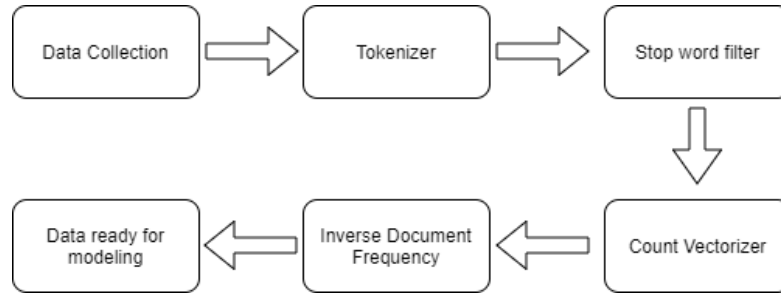 Data Collection
Tokenizer
Stop word filter
Count Vectorizer
Inverse Document
Frequency
Data ready for
modeling